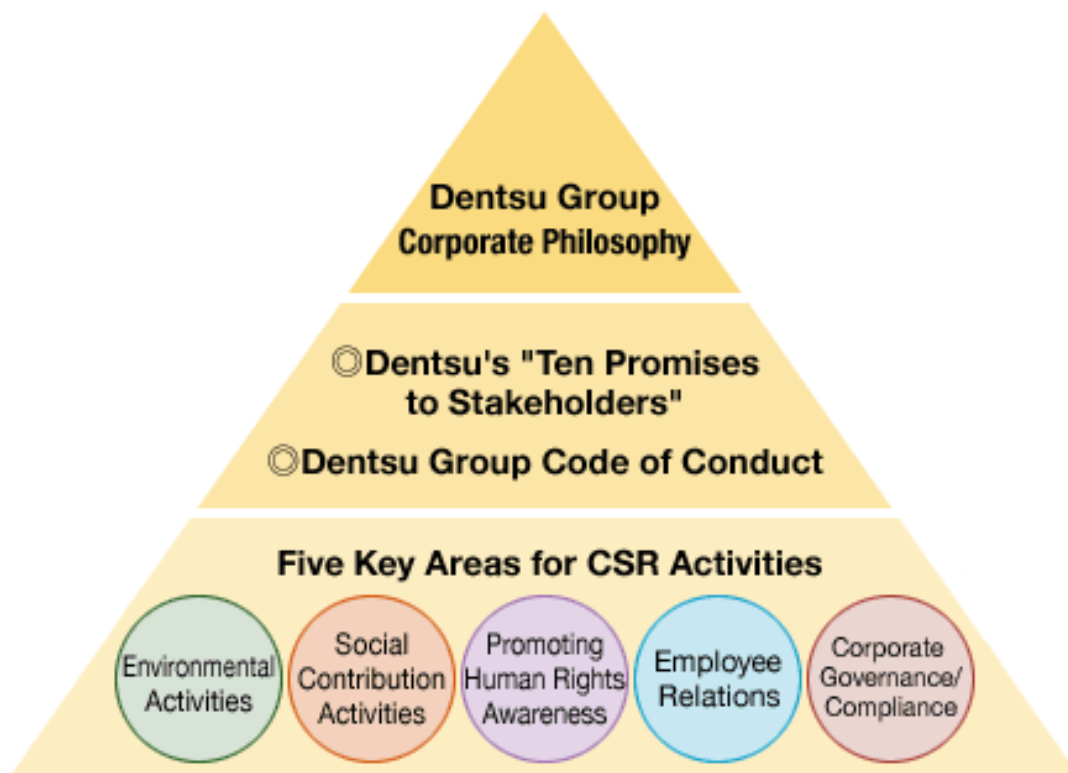 Dentsu Group
Corporate Philosophy
◎Dentsu's "Ten Promises
to Stakeholders"
◎Dentsu Group Code of Conduct
Five Key Areas for CSR Activities
Environmental
Activities
Social
Contribution
Activities
Promoting
Human Rights
Awareness
Employee
Relations
Corporate
Governance/
Compliance